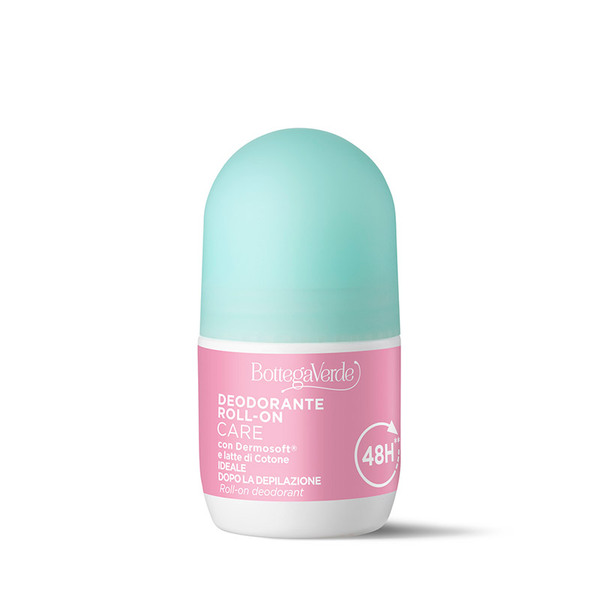 BottegaVerde
DEODORANTE
ROLL-ON
CARE
con Dermosoft®
e latte di Cotone
IDEALE
DOPO LA DEPILAZIONE
Roll-on deodorant
48H**